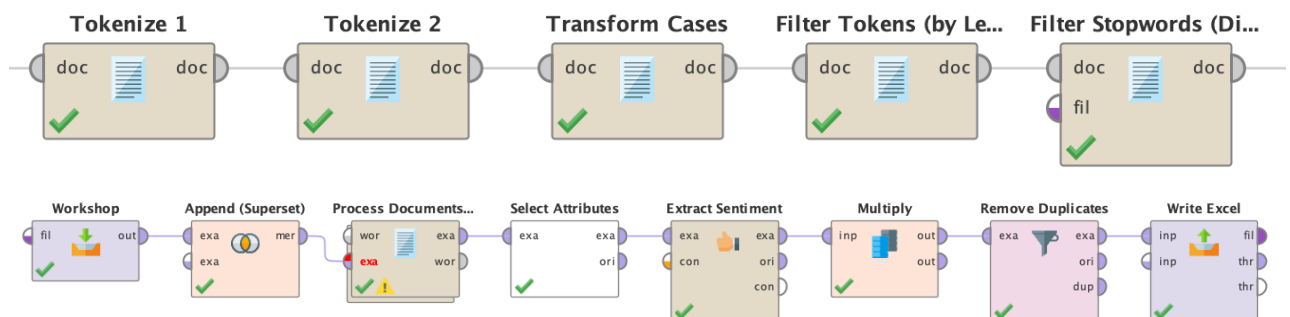 Tokenize 1 Tokenize 2 Transform Cases Filter Tokens (by Le... Filter Stopwords (Di...
doc doc doc doc doc doc doc doc doc doc
fil
Workshop Append (Superset) Process Documents... Select Attributes Extract Sentiment Multiply Remove Duplicates Write Excel
fil out exa mer wor exa exa exa exa exa inp out exa exa inp fil
exa exa wor ori con ori out ori inp thr
con dup thr